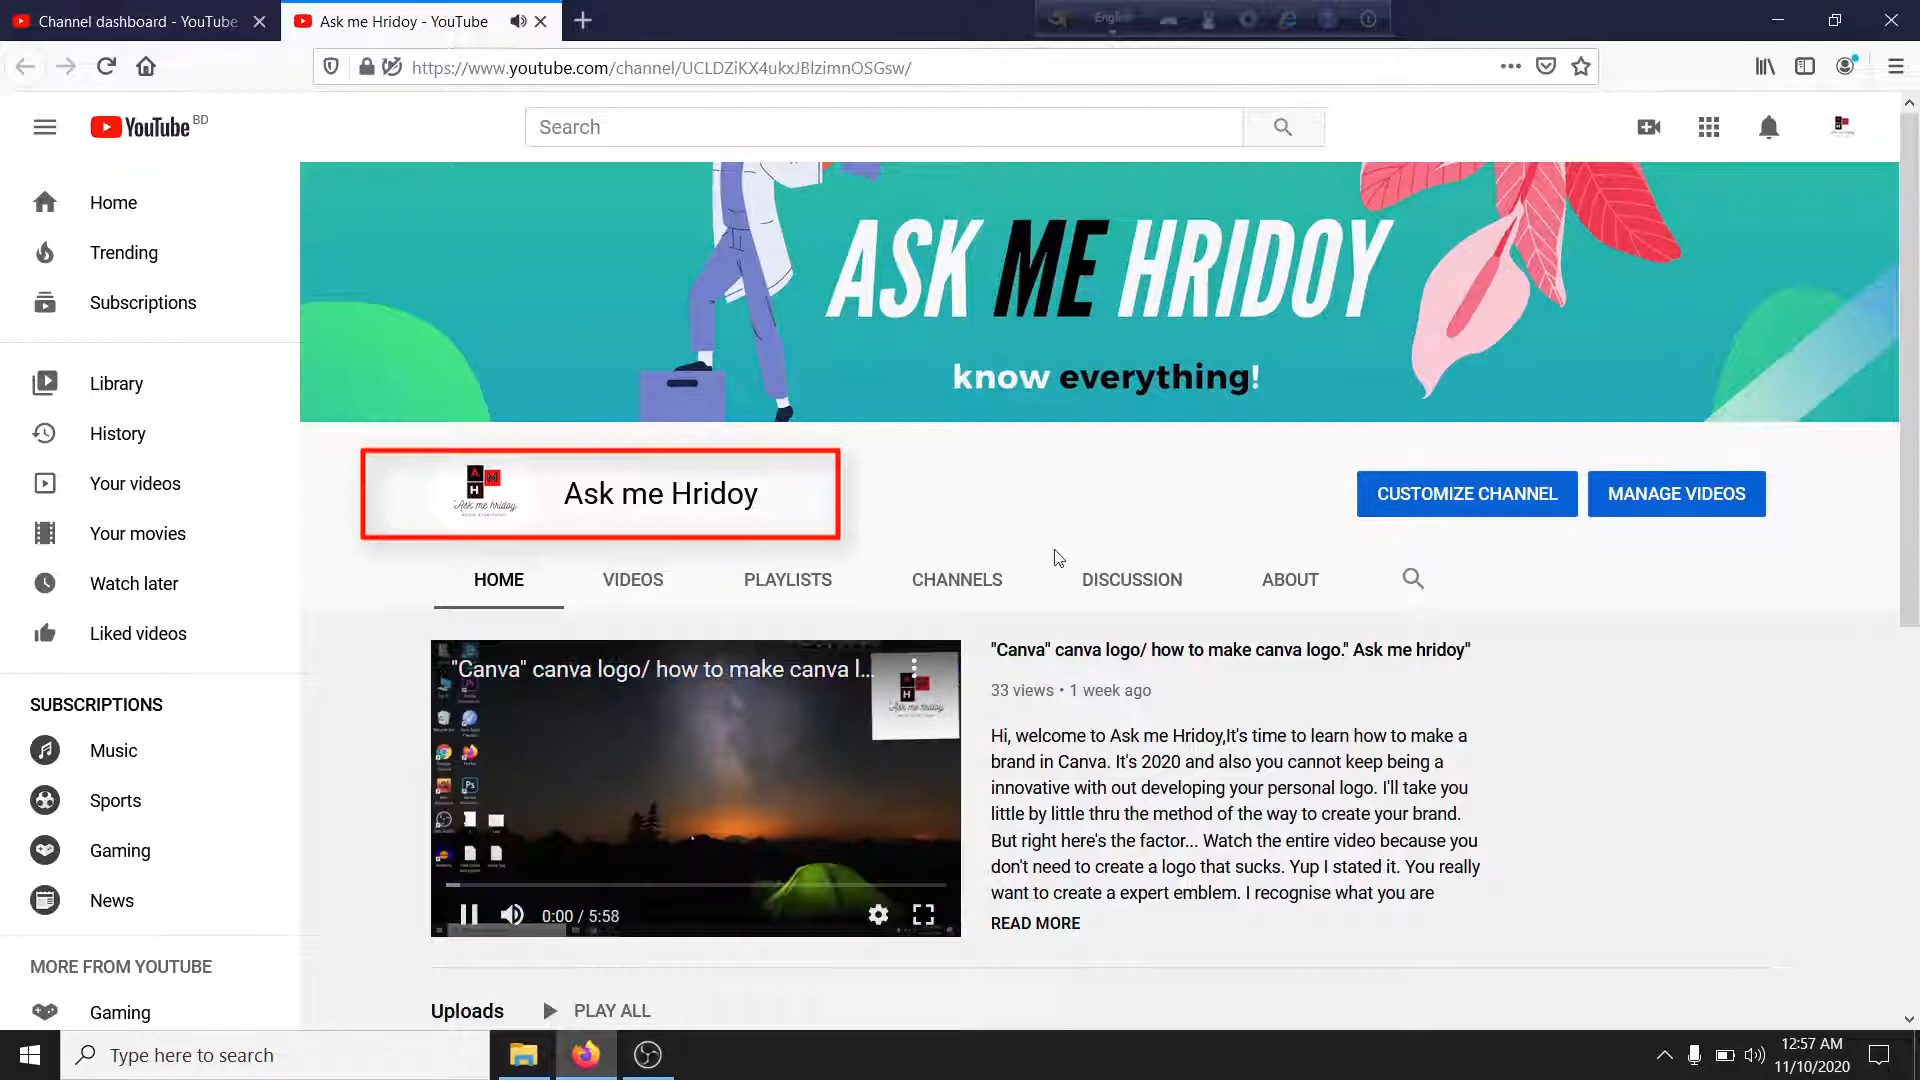 Channel dashboard - YouTube
Ask me Hridoy - YouTube
https://www.youtube.com/channel/UCLDZiKX4ukxJBlzimnOSGsw/
YouTube BD
Search
Home
Trending
Subscriptions
Library
History
Your videos
Your movies
Watch later
Liked videos
SUBSCRIPTIONS
Music
Sports
Gaming
News
MORE FROM YOUTUBE
Gaming
ASK ME HRIDOY
know everything!
A M
H
Ask me hridoy
Ask me Hridoy
CUSTOMIZE CHANNEL
MANAGE VIDEOS
HOME
VIDEOS
PLAYLISTS
CHANNELS
DISCUSSION
ABOUT
"Canva" canva logo/ how to make canva l...
Ask me hridoy
0:00 / 5:58
"Canva" canva logo/ how to make canva logo." Ask me hridoy"
33 views • 1 week ago
Hi, welcome to Ask me Hridoy,It's time to learn how to make a
brand in Canva. It's 2020 and also you cannot keep being a
innovative with out developing your personal logo. I'll take you
little by little thru the method of the way to create your brand.
But right here's the factor... Watch the entire video because you
don't need to create a logo that sucks. Yup I stated it. You really
want to create a expert emblem. I recognise what you are
READ MORE
Uploads
PLAY ALL
Type here to search
12:57 AM
11/10/2020